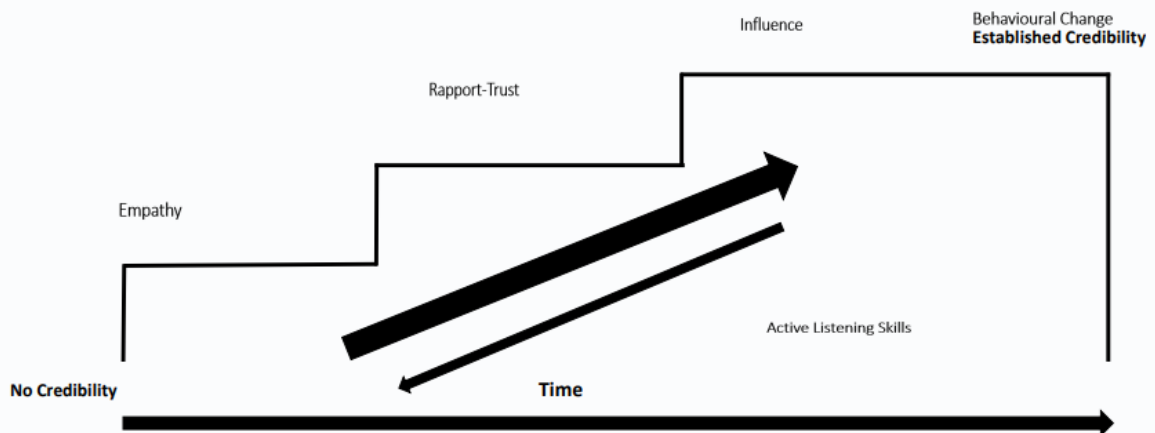 Influence
Behavioural Change
Established Credibility
Rapport-Trust
Empathy
Active Listening Skills
No Credibility
Time